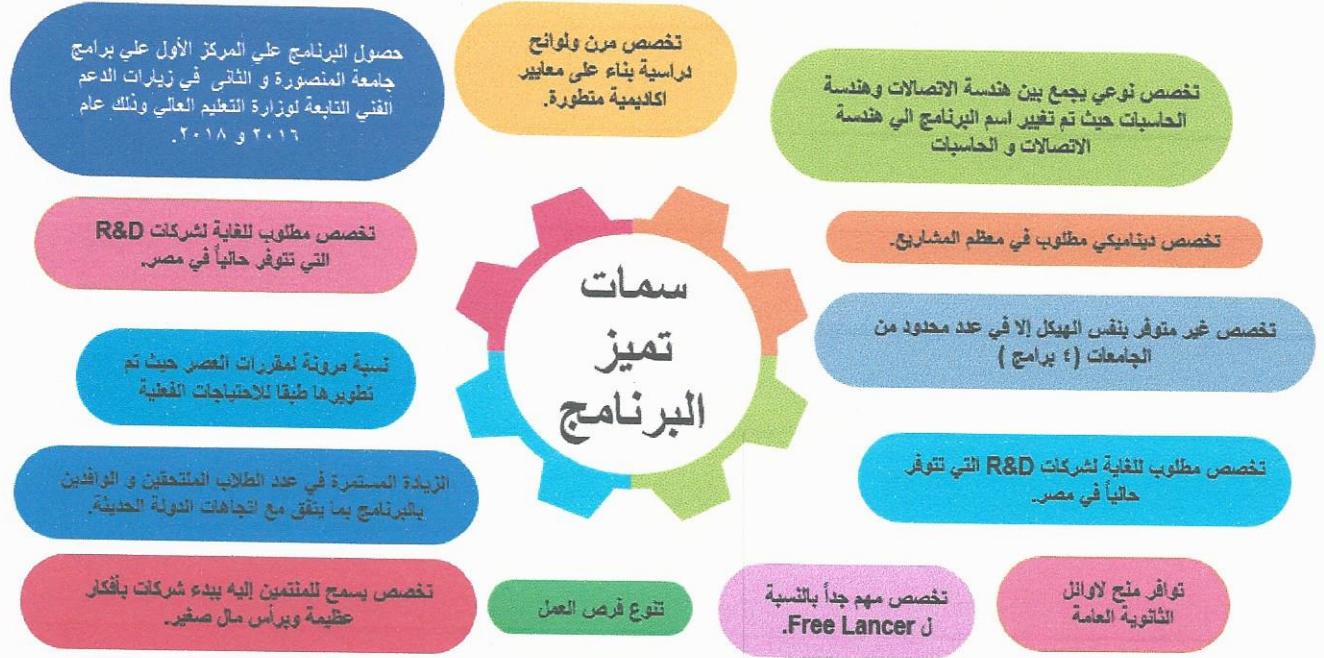 حصول البرنامج علي المركز الأول علي برامج
جامعة المنصورة و الثاني في زيارات الدعم
الفني التابعة لوزارة التعليم العالي وذلك عام
٢٠١٦ و ٢٠١٨.
تخصص مرن ولوائح
دراسية بناء على معايير
اكاديمية متطورة.
تخصص نوعي يجمع بين هندسة الاتصالات وهندسة
الحاسبات حيث تم تغيير اسم البرنامج الي هندسة
الاتصالات و الحاسبات
تخصص مطلوب للغاية لشركات R&D
التي تتوفر حالياً في مصر.
تخصص ديناميكي مطلوب في معظم المشاريع.
سمات
تميز
البرنامج
تخصص غير متوفر بنفس الهيكل إلا في عدد محدود من
الجامعات (٤ برامج )
نسبة مرونة لمقررات العصر حيث تم
تطويرها طبقا للاحتياجات الفعلية
تخصص مطلوب للغاية لشركات R&D التي تتوفر
حالياً في مصر.
الزيادة المستمرة في عدد الطلاب الملتحقين و الوافدين
بالبرنامج بما يتفق مع اتجاهات الدولة الحديثة.
تخصص يسمح للمنتمين إليه ببدء شركات بأفكار
عظيمة وبرأس مال صغير.
تنوع فرص العمل
تخصص مهم جداً بالنسبة
ل Free Lancer.
توافر منح لاوائل
الثانوية العامة